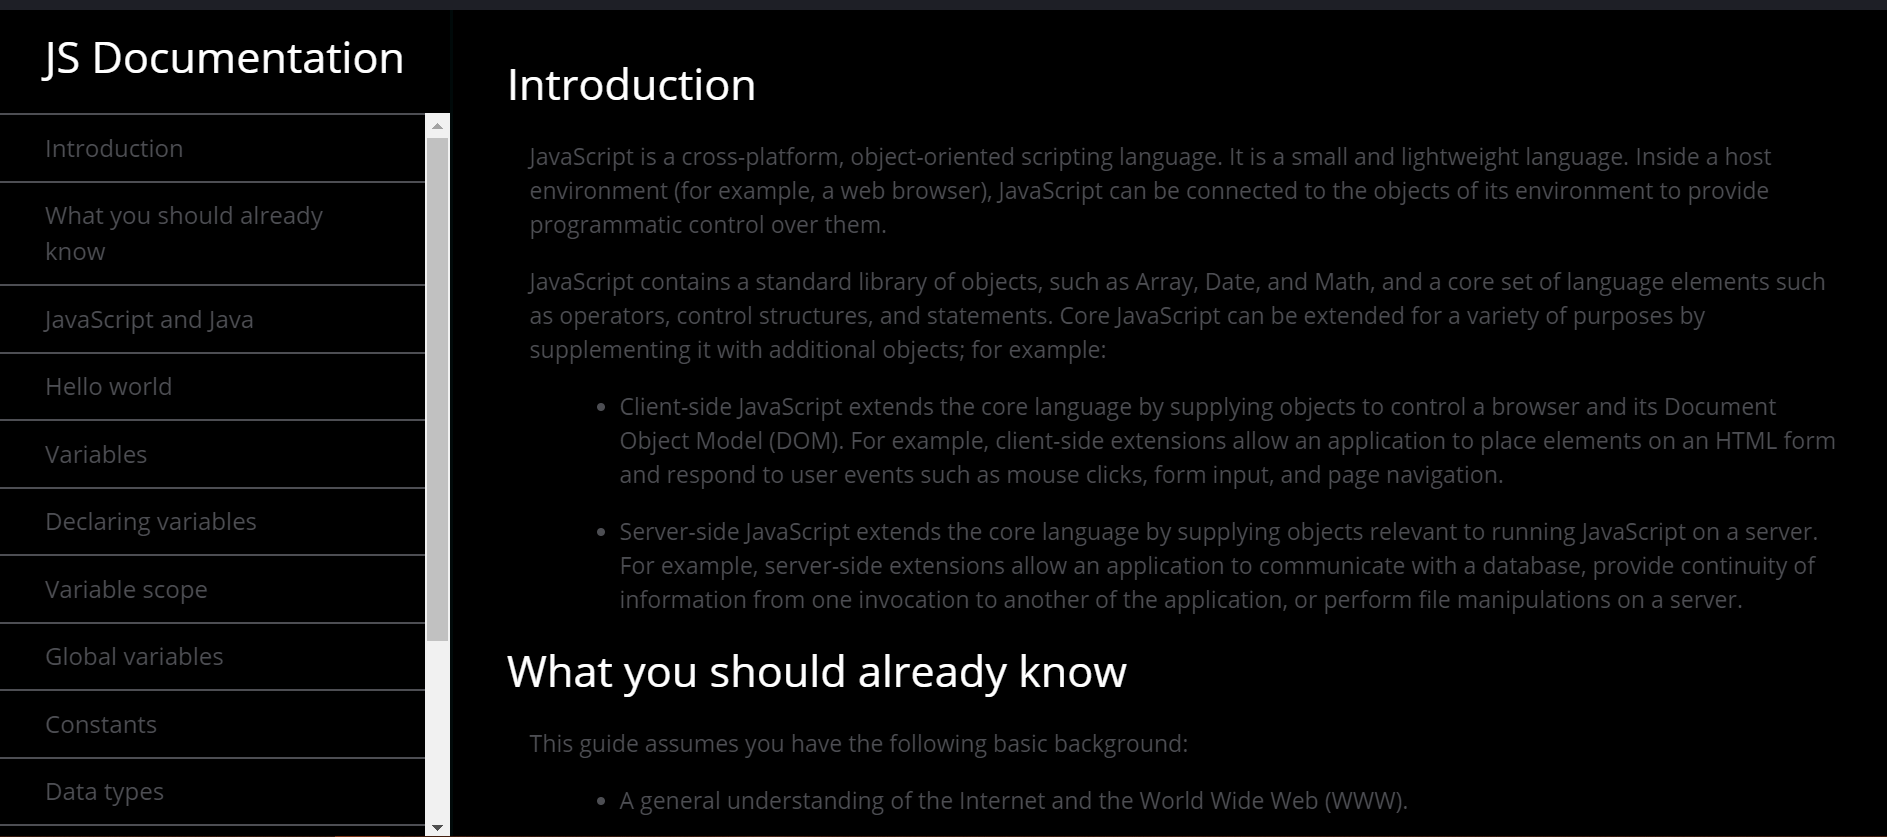 JS Documentation
Introduction
What you should already
know
JavaScript and Java
Hello world
Variables
Declaring variables
Variable scope
Global variables
Constants
Data types
Introduction
JavaScript is a cross-platform, object-oriented scripting language. It is a small and lightweight language. Inside a host
environment (for example, a web browser), JavaScript can be connected to the objects of its environment to provide
programmatic control over them.
JavaScript contains a standard library of objects, such as Array, Date, and Math, and a core set of language elements such
as operators, control structures, and statements. Core JavaScript can be extended for a variety of purposes by
supplementing it with additional objects; for example:
• Client-side JavaScript extends the core language by supplying objects to control a browser and its Document
Object Model (DOM). For example, client-side extensions allow an application to place elements on an HTML form
and respond to user events such as mouse clicks, form input, and page navigation.
• Server-side JavaScript extends the core language by supplying objects relevant to running JavaScript on a server.
For example, server-side extensions allow an application to communicate with a database, provide continuity of
information from one invocation to another of the application, or perform file manipulations on a server.
What you should already know
This guide assumes you have the following basic background:
• A general understanding of the Internet and the World Wide Web (WWW).